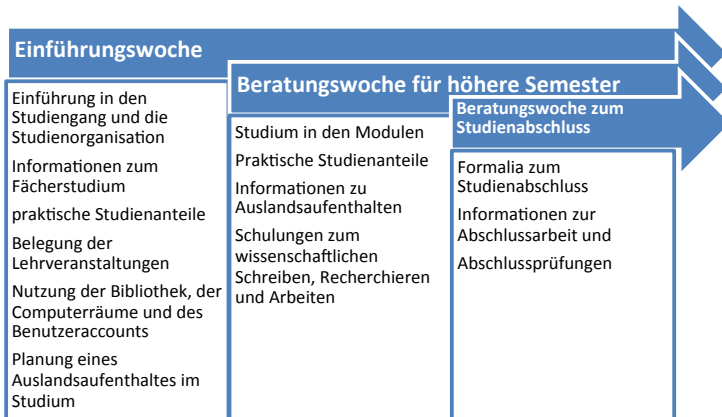 Einführungswoche
Einführung in den
Studiengang und die
Studienorganisation
Informationen zum
Fächerstudium
praktische Studienanteile
Belegung der
Lehrveranstaltungen
Nutzung der Bibliothek, der
Computerräume und des
Benutzeraccounts
Planung eines
Auslandsaufenthaltes im
Studium
Beratungswoche für höhere Semester
Studium in den Modulen
Praktische Studienanteile
Informationen zu
Auslandsaufenthalten
Schulungen zum
wissenschaftlichen
Schreiben, Recherchieren
und Arbeiten
Beratungswoche zum
Studienabschluss
Formalia zum
Studienabschluss
Informationen zur
Abschlussarbeit und
Abschlussprüfungen